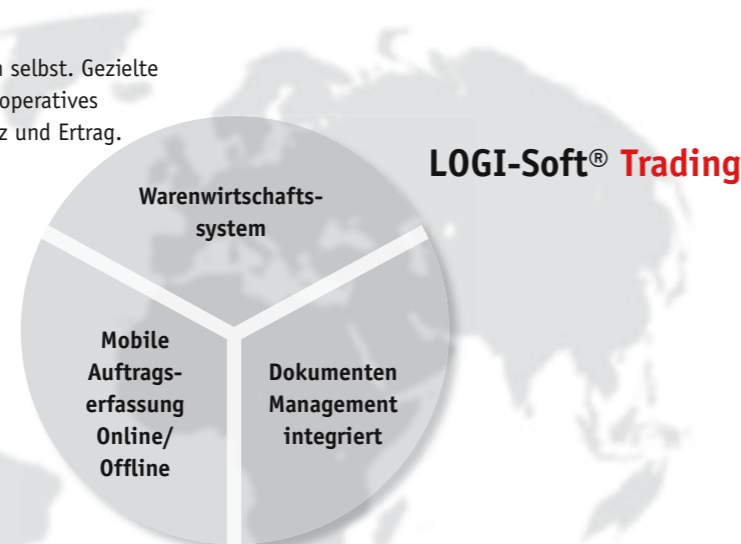 selbst. Gezielte
operatives
und Ertrag.
LOGI-Soft® Trading
Warenwirtschafts-
system
Mobile
Auftrags-
erfassung
Online/
Offline
Dokumenten
Management
integriert